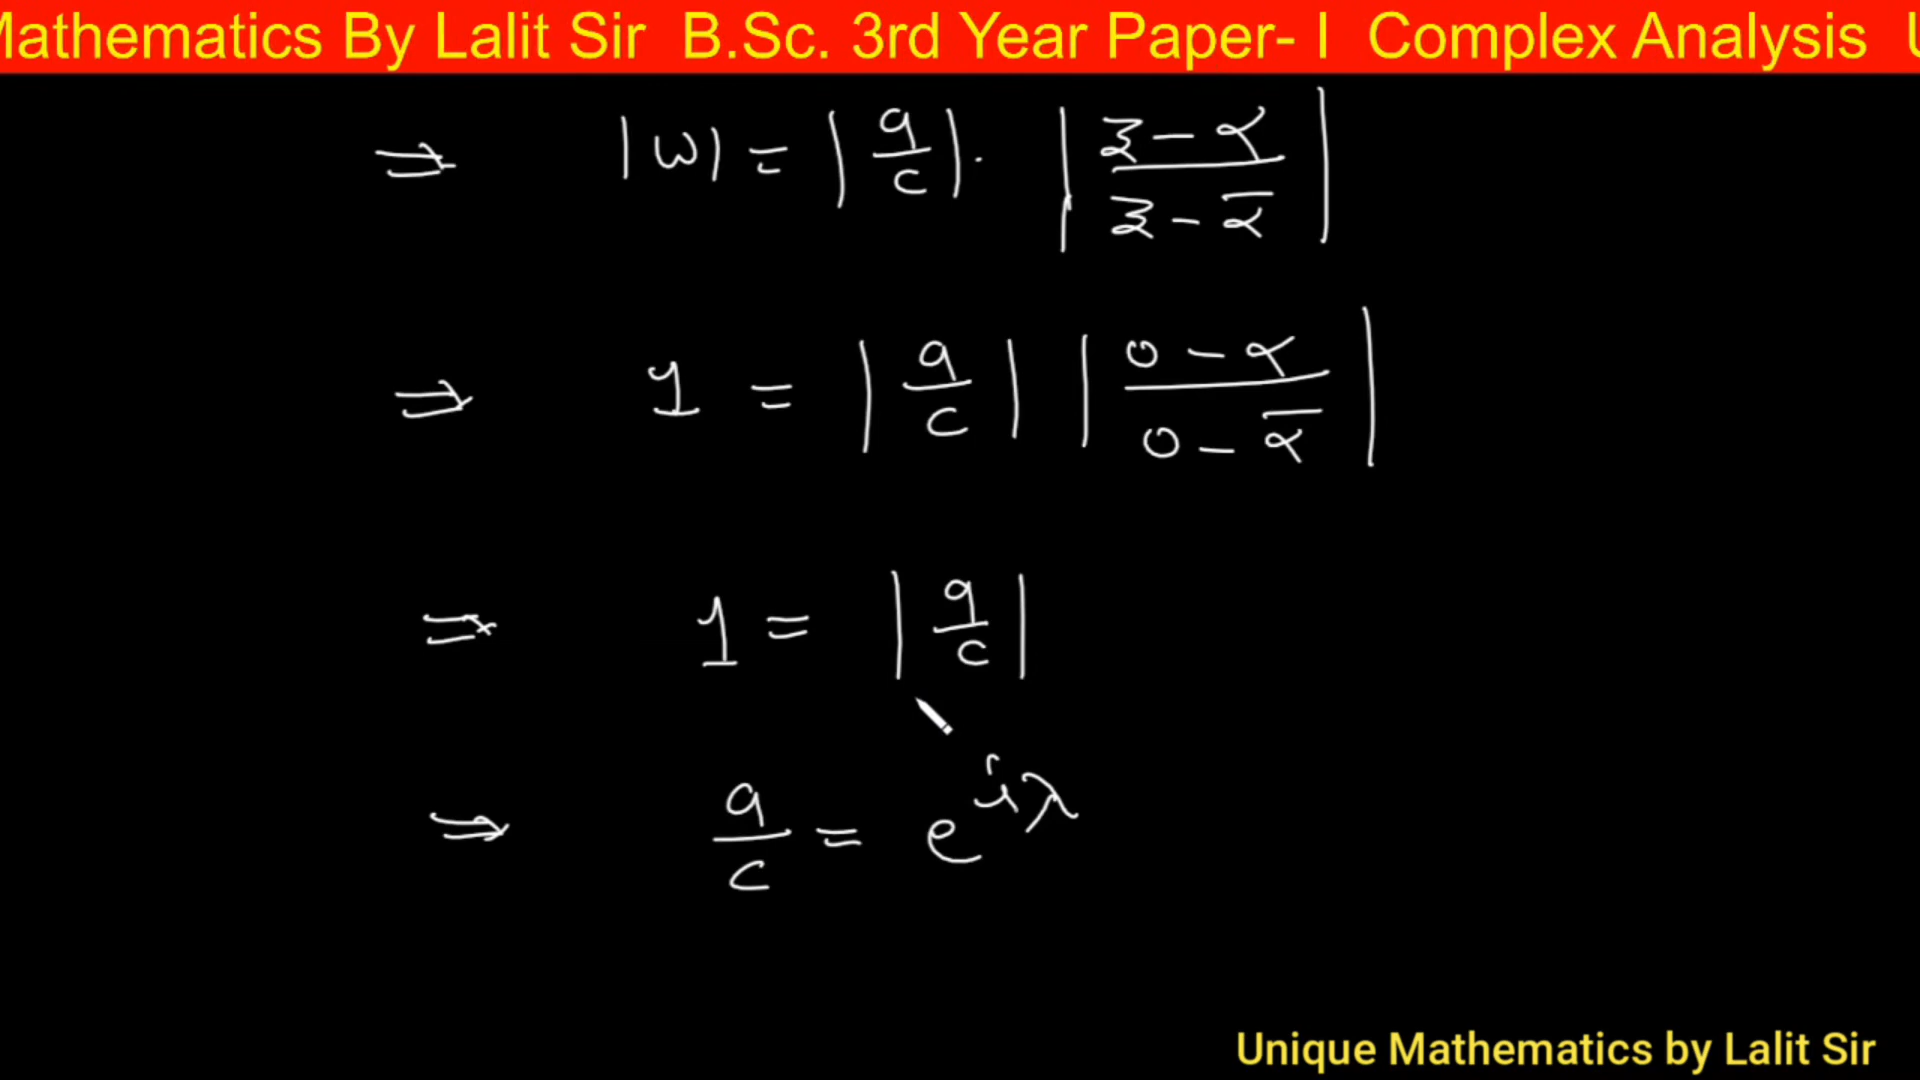 Mathematics By Lalit Sir B.Sc. 3rd Year Paper- I Complex Analysis U
⇒ |w| = |a/c| · |(z - α)/(z - ᾱ)|
⇒ 1 = |a/c| |(0 - α)/(0 - ᾱ)|
⇒ 1 = |a/c|
⇒ a/c = e^{iλ}
Unique Mathematics by Lalit Sir